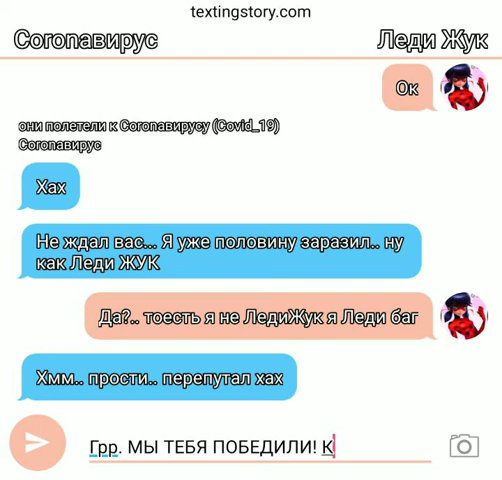 textingstory.com
Coronaвирус
Леди Жук
Ок
они полетели к Coronaвирусу (Covid_19)
Coronaвирус
Хах
Не ждал вас... Я уже половину заразил.. ну
как Леди ЖУК
Да?.. тоесть я не ЛедиЖук я Леди баг
Хмм.. прости.. перепутал хах
Грр. МЫ ТЕБЯ ПОБЕДИЛИ! К